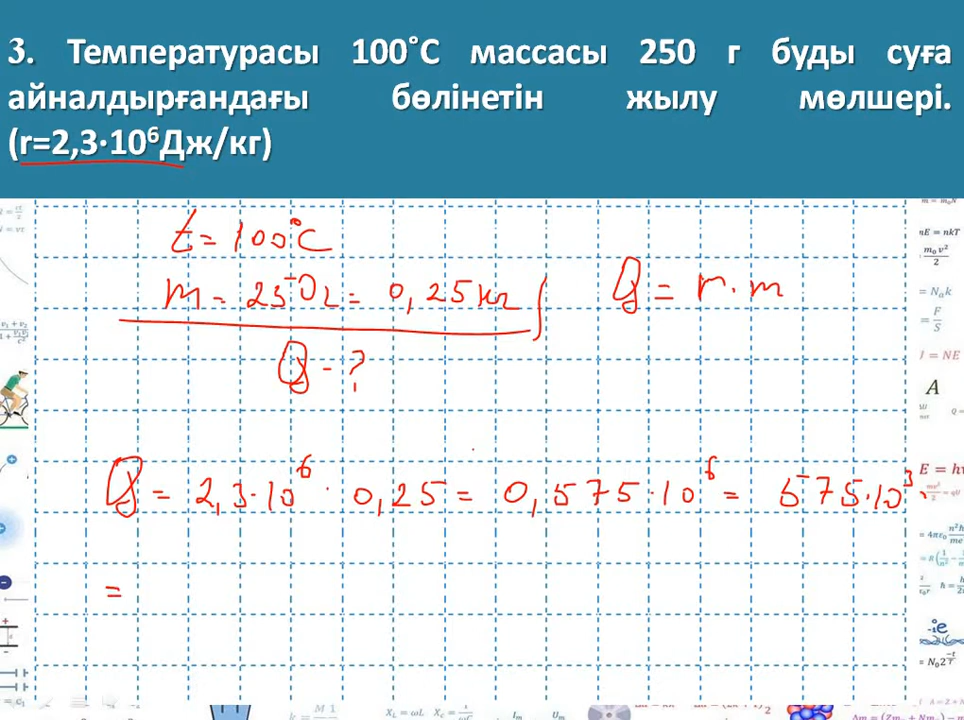 3. Температурасы 100˚С массасы 250 г буды суға
айналдырғандағы бөлінетін жылу мөлшері.
(r=2,3·10⁶Дж/кг)
t = 100°C
m = 250г = 0,25кг
Q = r·m
Q - ?
Q = 2,3·10⁶ · 0,25 = 0,575·10⁶ = 575·10³
=